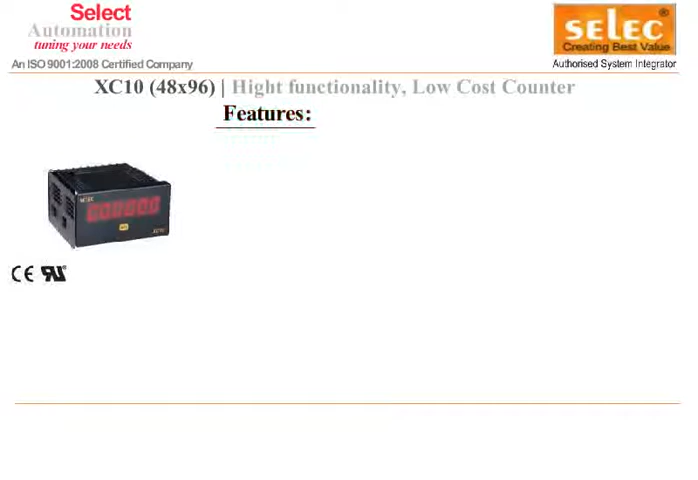 Select
Automation
tuning your needs
An ISO 9001:2008 Certified Company
SELEC®
Creating Best Value
Authorised System Integrator
XC10 (48x96) | Hight functionality, Low Cost Counter
Features:
SELEC
XC10
CE